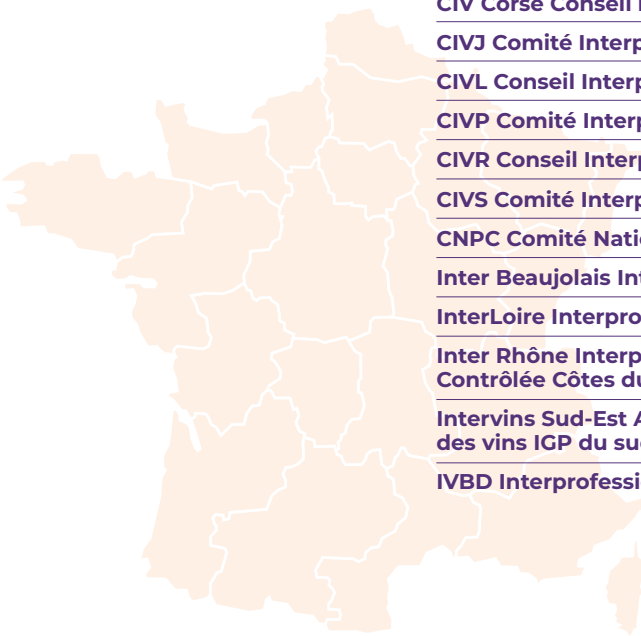 CIV Corse Conseil
CIVJ Comité Interp
CIVL Conseil Interp
CIVP Comité Interp
CIVR Conseil Interp
CIVS Comité Interp
CNPC Comité Nati
Inter Beaujolais Int
InterLoire Interpro
Inter Rhône Interp
Contrôlée Côtes du
Intervins Sud-Est A
des vins IGP du su
IVBD Interprofessi